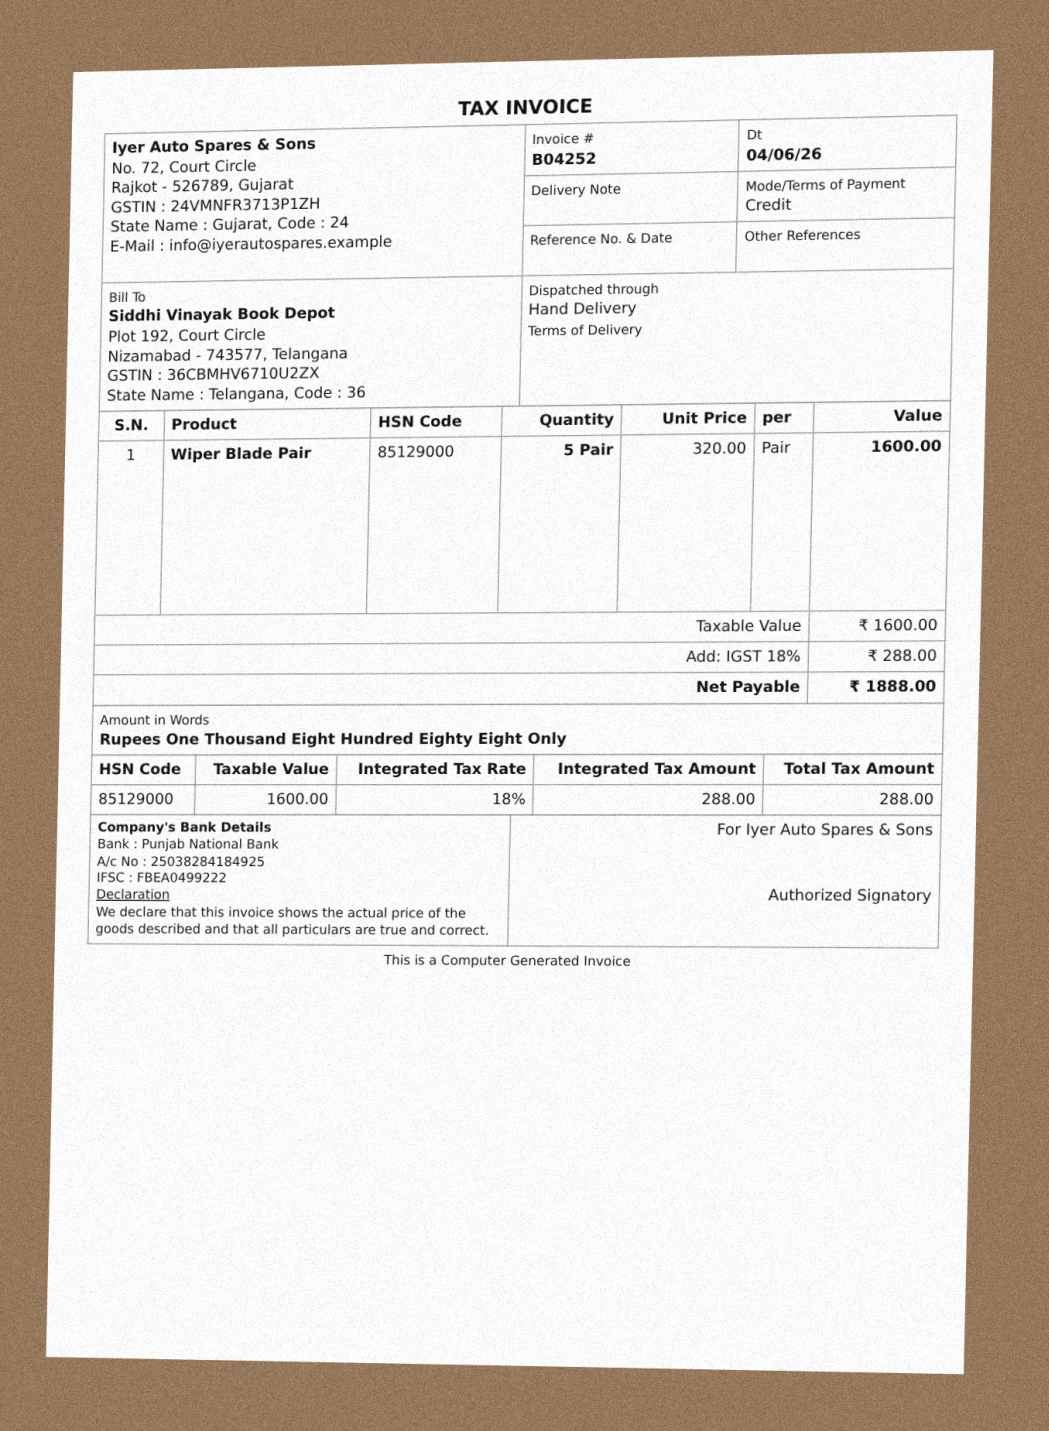 TAX INVOICE
Iyer Auto Spares & Sons
No. 72, Court Circle
Rajkot - 526789, Gujarat
GSTIN : 24VMNFR3713P1ZH
State Name : Gujarat, Code : 24
E-Mail : info@iyerautospares.example
Invoice #
B04252
Dt
04/06/26
Delivery Note
Mode/Terms of Payment
Credit
Reference No. & Date
Other References
Bill To
Siddhi Vinayak Book Depot
Plot 192, Court Circle
Nizamabad - 743577, Telangana
GSTIN : 36CBMHV6710U2ZX
State Name : Telangana, Code : 36
Dispatched through
Hand Delivery
Terms of Delivery
S.N. Product HSN Code Quantity Unit Price per Value
1 Wiper Blade Pair 85129000 5 Pair 320.00 Pair 1600.00
Taxable Value ₹ 1600.00
Add: IGST 18% ₹ 288.00
Net Payable ₹ 1888.00
Amount in Words
Rupees One Thousand Eight Hundred Eighty Eight Only
HSN Code Taxable Value Integrated Tax Rate Integrated Tax Amount Total Tax Amount
85129000 1600.00 18% 288.00 288.00
Company's Bank Details
Bank : Punjab National Bank
A/c No : 25038284184925
IFSC : FBEA0499222
Declaration
We declare that this invoice shows the actual price of the
goods described and that all particulars are true and correct.
For Iyer Auto Spares & Sons
Authorized Signatory
This is a Computer Generated Invoice